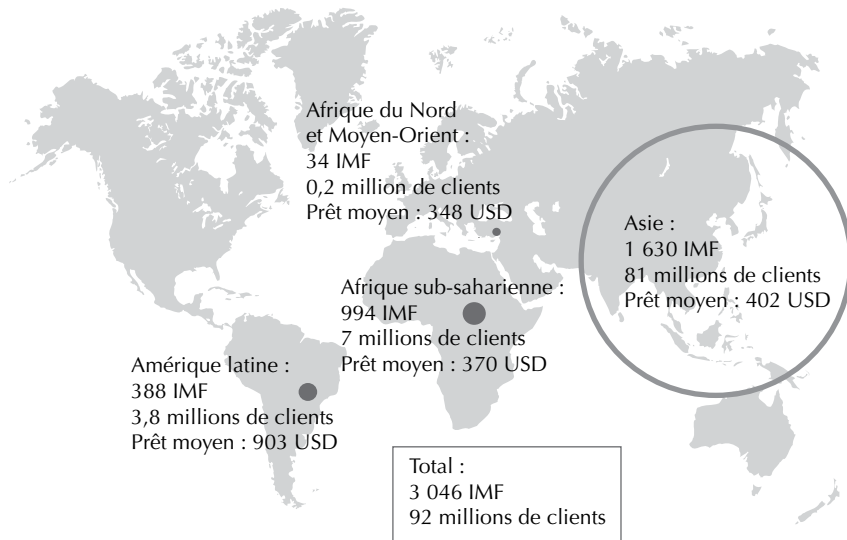 Afrique du Nord
et Moyen-Orient :
34 IMF
0,2 million de clients
Prêt moyen : 348 USD
Asie :
1 630 IMF
81 millions de clients
Prêt moyen : 402 USD
Afrique sub-saharienne :
994 IMF
7 millions de clients
Prêt moyen : 370 USD
Amérique latine :
388 IMF
3,8 millions de clients
Prêt moyen : 903 USD
Total :
3 046 IMF
92 millions de clients